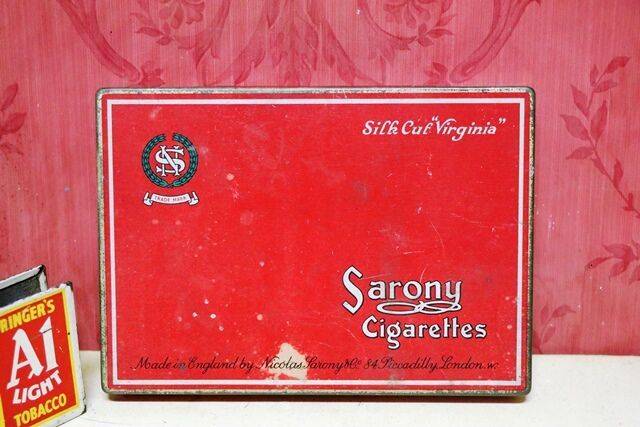 Silk Cut "Virginia"
NS
TRADE MARK
Sarony
Cigarettes
Made in England by Nicolas Sarony & Co 84, Piccadilly, London. W.
RINGER'S
A1
LIGHT
TOBACCO